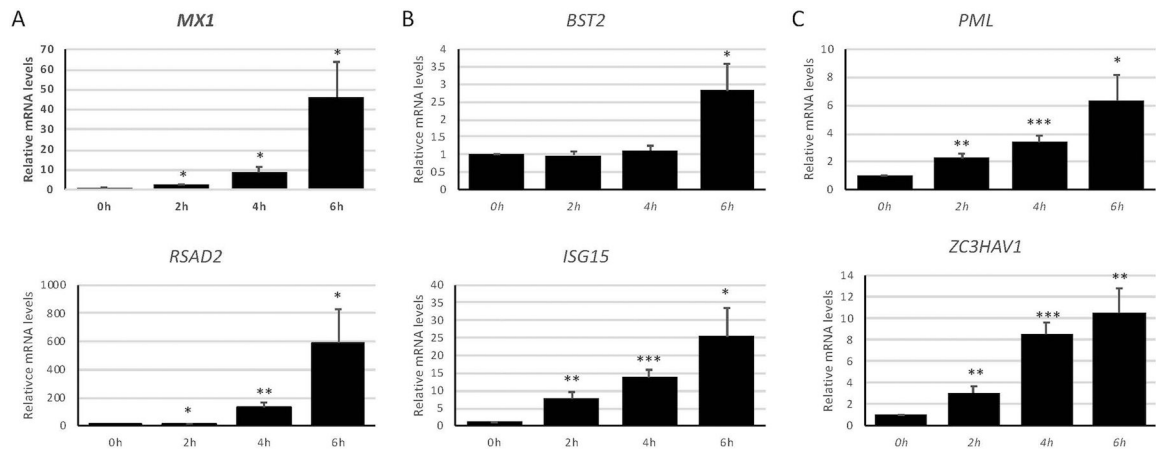 A
MX1
Relative mRNA levels
70
60
50
40
30
20
10
0
*
*
*
0h 2h 4h 6h
B
BST2
Relativce mRNA levels
4
3.5
3
2.5
2
1.5
1
0.5
0
*
0h 2h 4h 6h
C
PML
Relative mRNA levels
10
8
6
4
2
0
**
***
*
0h 2h 4h 6h
RSAD2
Relativce mRNA levels
1000
800
600
400
200
0
*
**
*
0h 2h 4h 6h
ISG15
Relative mRNA levels
40
35
30
25
20
15
10
5
0
**
***
*
0h 2h 4h 6h
ZC3HAV1
Relative mRNA levels
14
12
10
8
6
4
2
0
**
***
**
0h 2h 4h 6h